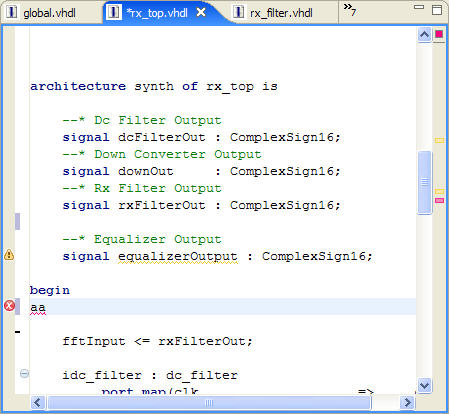 global.vhdl *rx_top.vhdl rx_filter.vhdl »7
architecture synth of rx_top is
--* Dc Filter Output
signal dcFilterOut : ComplexSign16;
--* Down Converter Output
signal downOut : ComplexSign16;
--* Rx Filter Output
signal rxFilterOut : ComplexSign16;
--* Equalizer Output
signal equalizerOutput : ComplexSign16;
begin
aa
fftInput <= rxFilterOut;
idc_filter : dc_filter
port map(clk =>